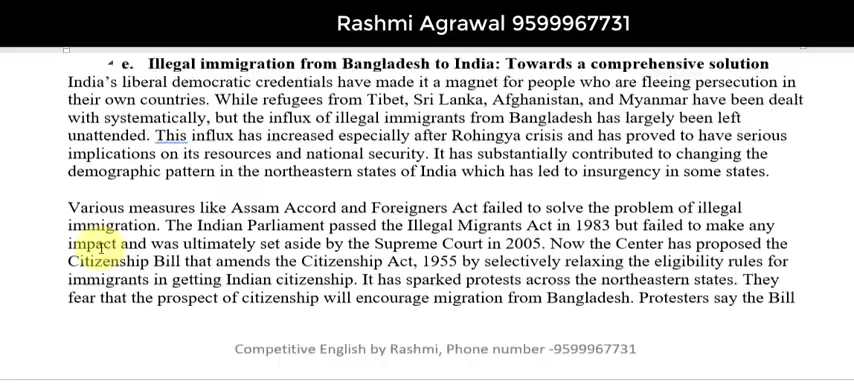 Rashmi Agrawal 9599967731
e. Illegal immigration from Bangladesh to India: Towards a comprehensive solution
India's liberal democratic credentials have made it a magnet for people who are fleeing persecution in
their own countries. While refugees from Tibet, Sri Lanka, Afghanistan, and Myanmar have been dealt
with systematically, but the influx of illegal immigrants from Bangladesh has largely been left
unattended. This influx has increased especially after Rohingya crisis and has proved to have serious
implications on its resources and national security. It has substantially contributed to changing the
demographic pattern in the northeastern states of India which has led to insurgency in some states.
Various measures like Assam Accord and Foreigners Act failed to solve the problem of illegal
immigration. The Indian Parliament passed the Illegal Migrants Act in 1983 but failed to make any
impact and was ultimately set aside by the Supreme Court in 2005. Now the Center has proposed the
Citizenship Bill that amends the Citizenship Act, 1955 by selectively relaxing the eligibility rules for
immigrants in getting Indian citizenship. It has sparked protests across the northeastern states. They
fear that the prospect of citizenship will encourage migration from Bangladesh. Protesters say the Bill
Competitive English by Rashmi, Phone number -9599967731